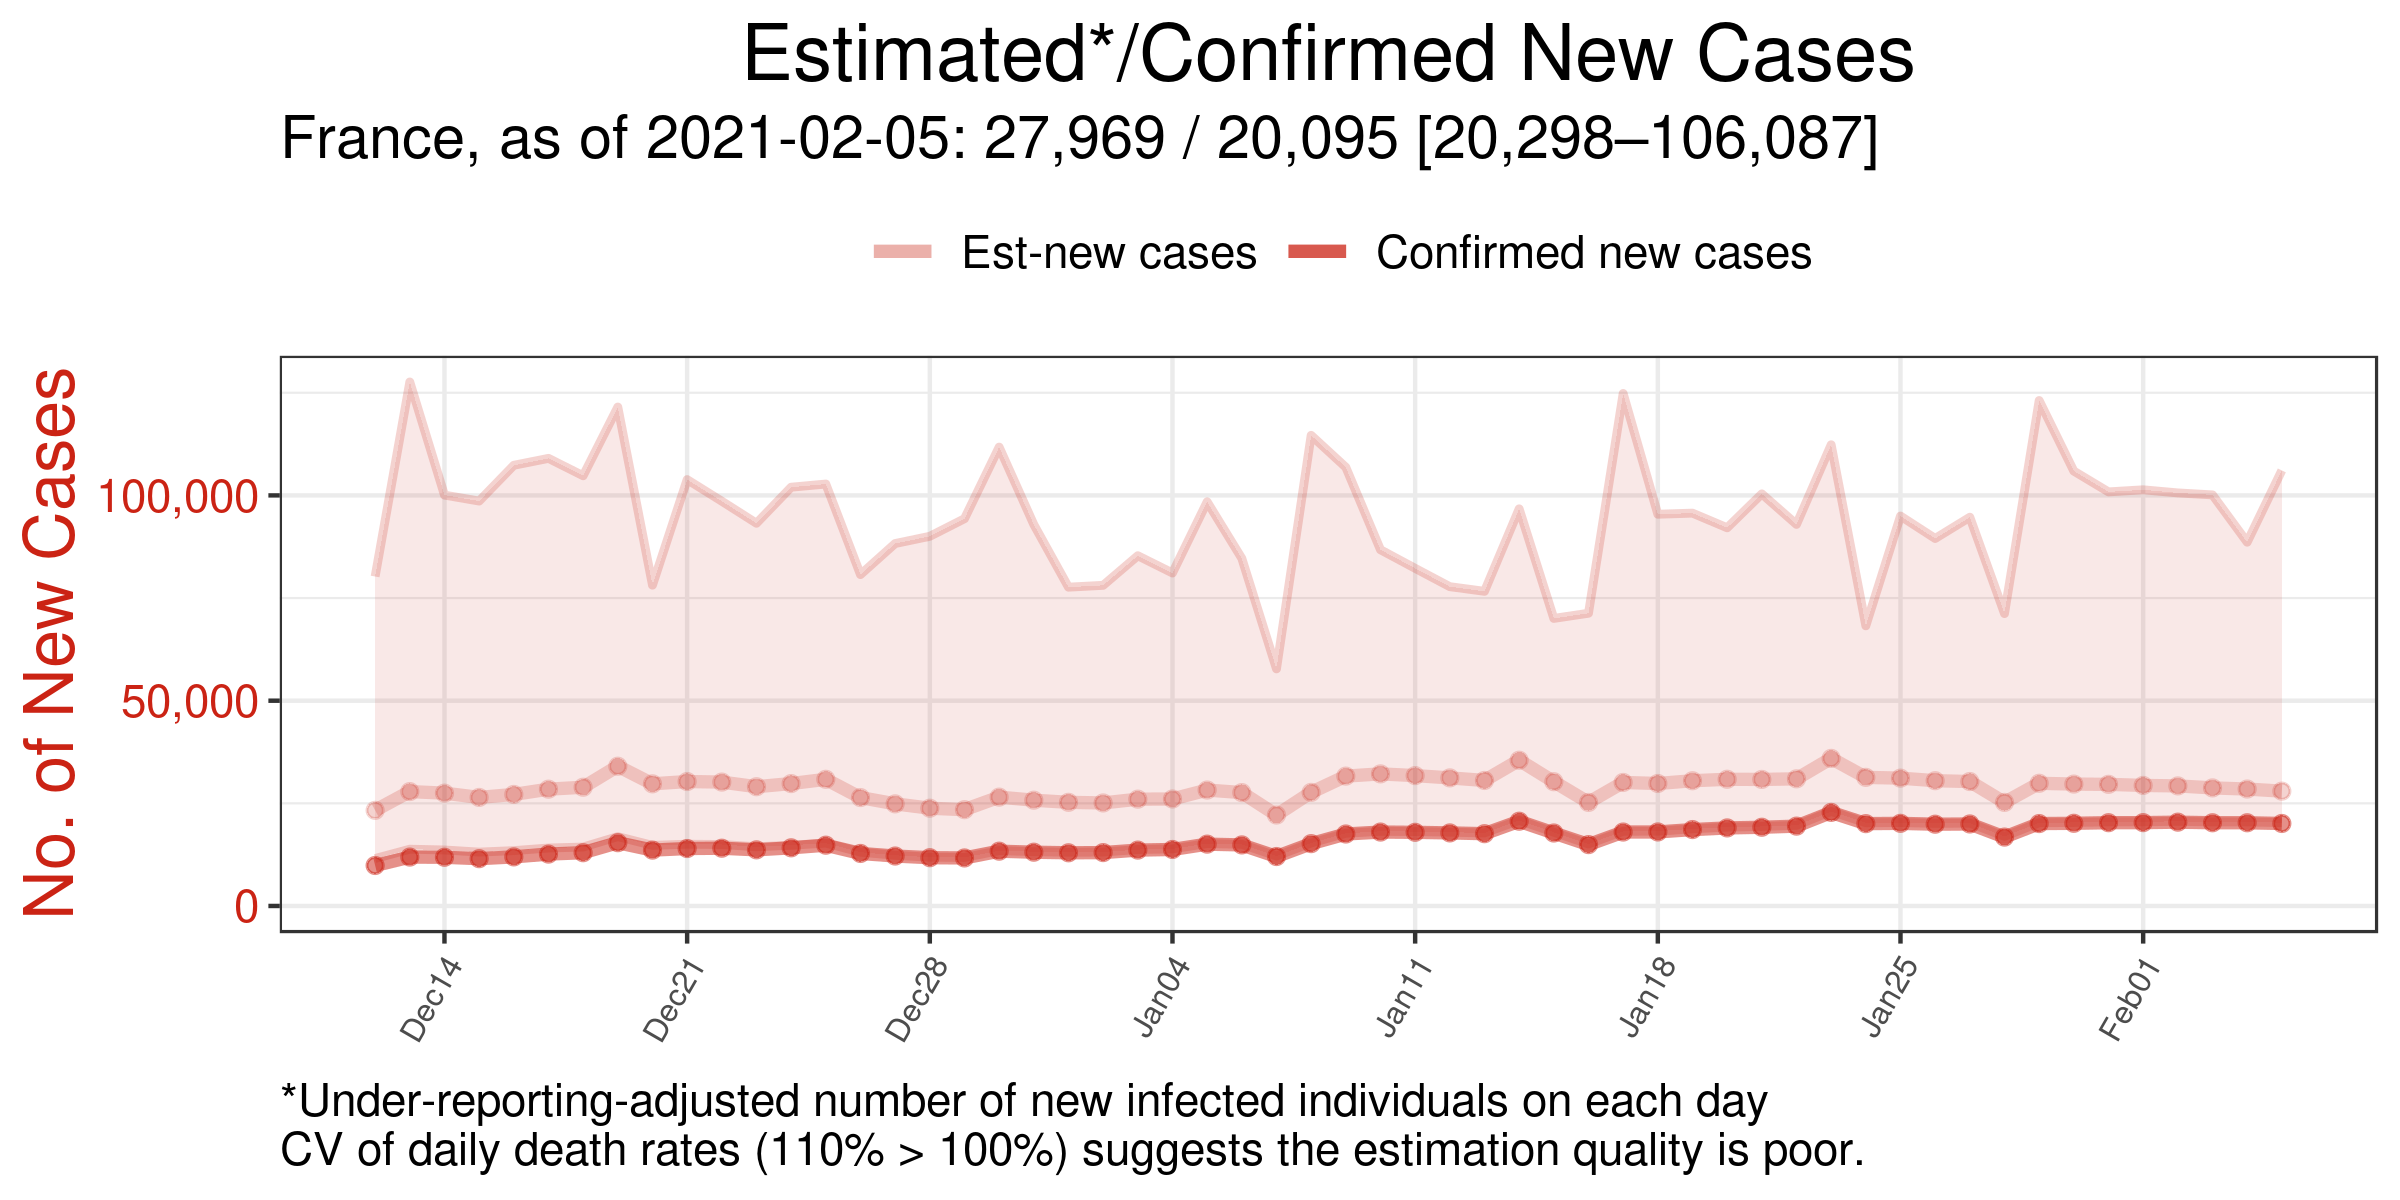 Estimated*/Confirmed New Cases
France, as of 2021-02-05: 27,969 / 20,095 [20,298–106,087]
Est-new cases
Confirmed new cases
No. of New Cases
100,000
50,000
0
Dec14
Dec21
Dec28
Jan04
Jan11
Jan18
Jan25
Feb01
*Under-reporting-adjusted number of new infected individuals on each day
CV of daily death rates (110% > 100%) suggests the estimation quality is poor.